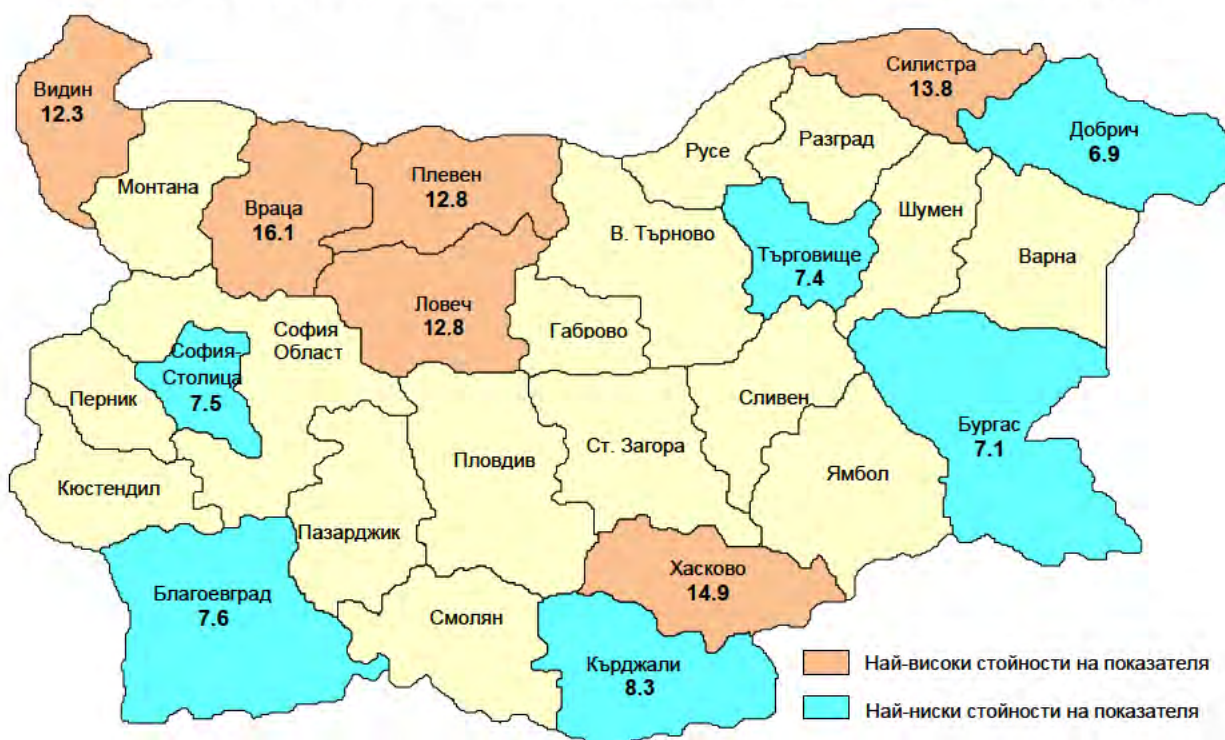 Видин
12.3
Монтана
Враца
16.1
Плевен
12.8
Ловеч
12.8
В. Търново
Габрово
Русе
Разград
Силистра
13.8
Добрич
6.9
Шумен
Варна
Търговище
7.4
София
Област
София-
Столица
7.5
Перник
Кюстендил
Пазарджик
Пловдив
Ст. Загора
Сливен
Ямбол
Бургас
7.1
Благоевград
7.6
Смолян
Хасково
14.9
Кърджали
8.3
Най-високи стойности на показателя
Най-ниски стойности на показателя